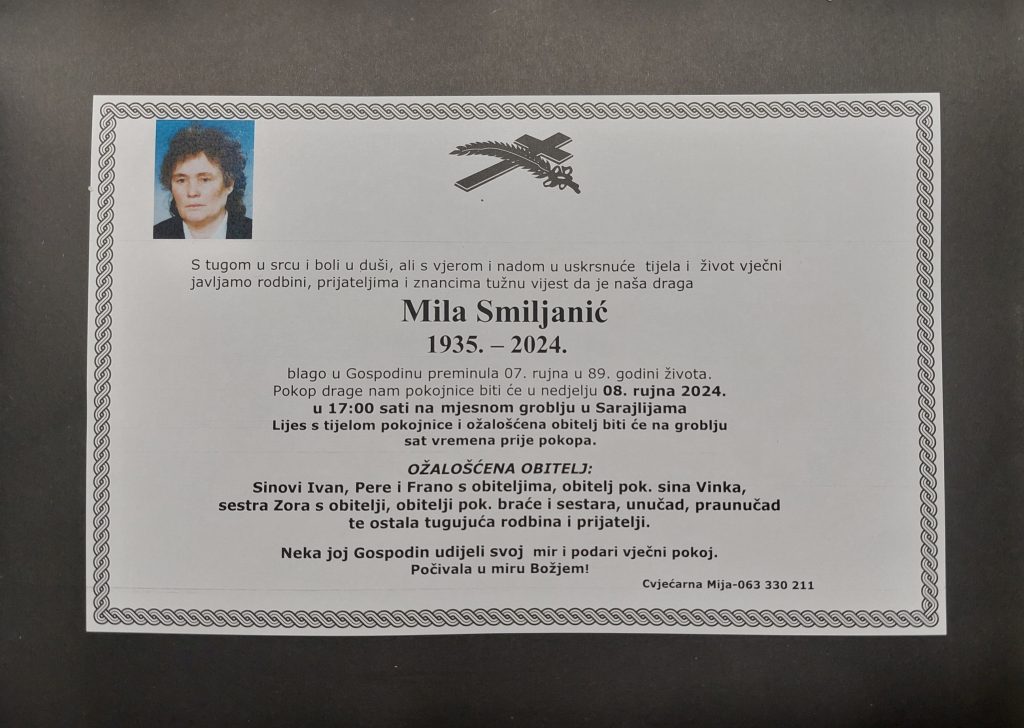 S tugom u srcu i boli u duši, ali s vjerom i nadom u uskrsnuće tijela i život vječni
javljamo rodbini, prijateljima i znancima tužnu vijest da je naša draga
Mila Smiljanić
1935. – 2024.
blago u Gospodinu preminula 07. rujna u 89. godini života.
Pokop drage nam pokojnice biti će u nedjelju 08. rujna 2024.
u 17:00 sati na mjesnom groblju u Sarajlijama
Lijes s tijelom pokojnice i ožalošćena obitelj biti će na groblju
sat vremena prije pokopa.
OŽALOŠĆENA OBITELJ:
Sinovi Ivan, Pere i Frano s obiteljima, obitelj pok. sina Vinka,
sestra Zora s obitelji, obitelji pok. braće i sestara, unučad, praunučad
te ostala tugujuća rodbina i prijatelji.
Neka joj Gospodin udijeli svoj mir i podari vječni pokoj.
Počivala u miru Božjem!
Cvjećarna Mija-063 330 211